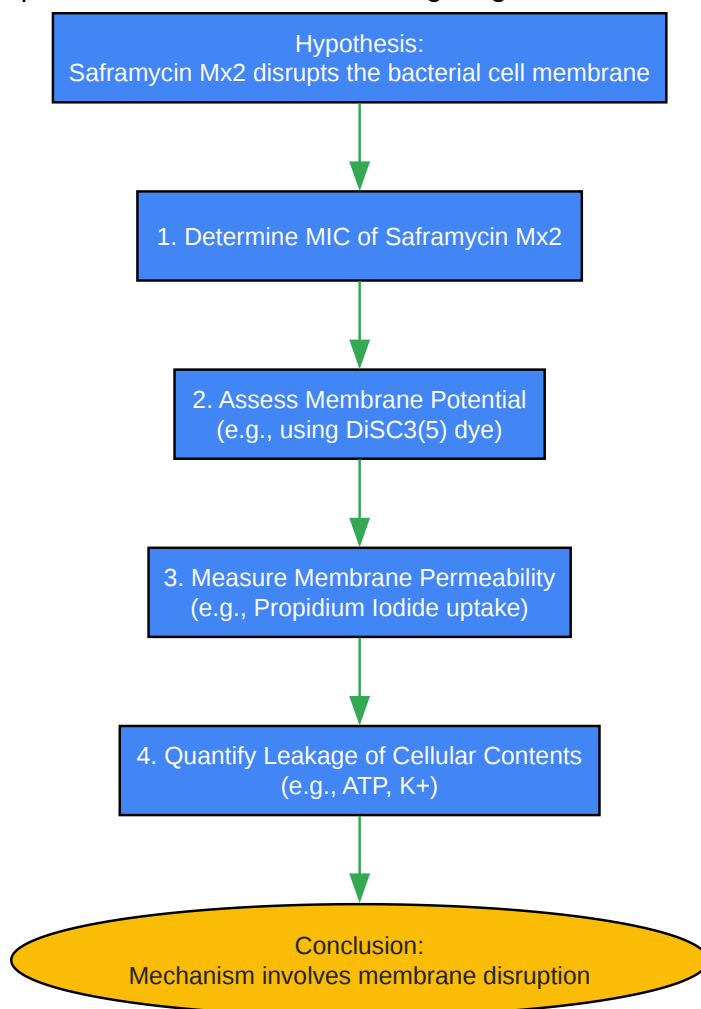 Hypothesis:
Saframycin Mx2 disrupts the bacterial cell membrane
1. Determine MIC of Saframycin Mx2
2. Assess Membrane Potential
(e.g., using DiSC3(5) dye)
3. Measure Membrane Permeability
(e.g., Propidium Iodide uptake)
4. Quantify Leakage of Cellular Contents
(e.g., ATP, K+)
Conclusion:
Mechanism involves membrane disruption